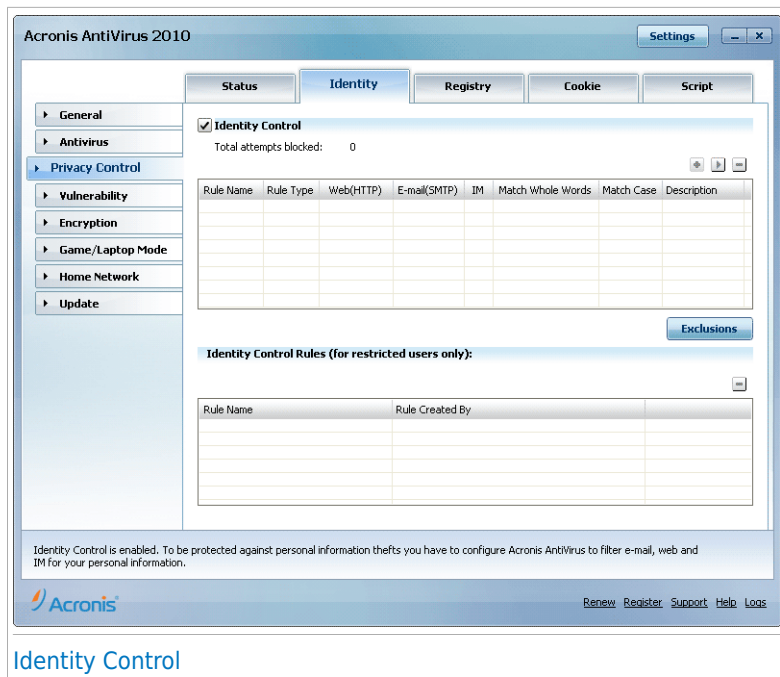 Acronis AntiVirus 2010
Settings
Status
Identity
Registry
Cookie
Script
General
Antivirus
Privacy Control
Vulnerability
Encryption
Game/Laptop Mode
Home Network
Update
Identity Control
Total attempts blocked: 0
Rule Name Rule Type Web(HTTP) E-mail(SMTP) IM Match Whole Words Match Case Description
Exclusions
Identity Control Rules (for restricted users only):
Rule Name Rule Created By
Identity Control is enabled. To be protected against personal information thefts you have to configure Acronis AntiVirus to filter e-mail, web and
IM for your personal information.
Acronis
Renew Register Support Help Logs
Identity Control